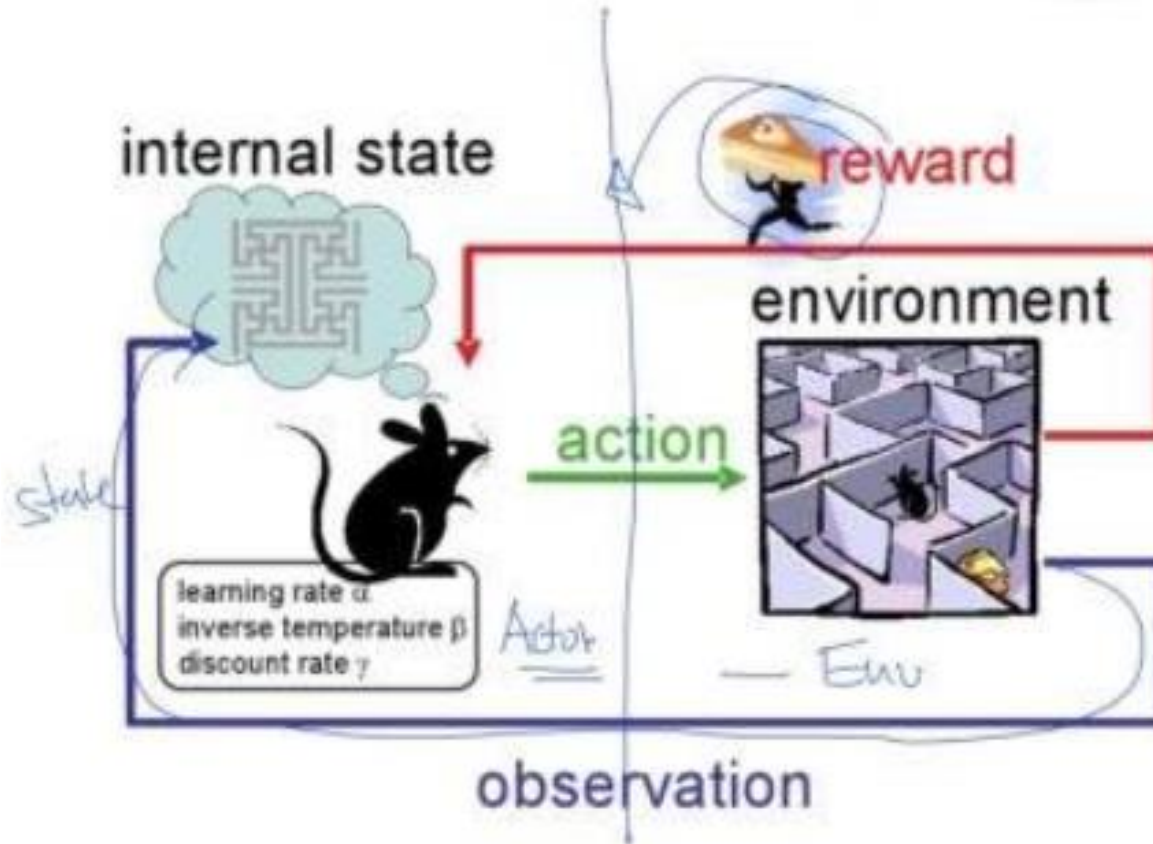 internal state
reward
environment
action
state
learning rate α
inverse temperature β
discount rate γ
Actor
Env
observation